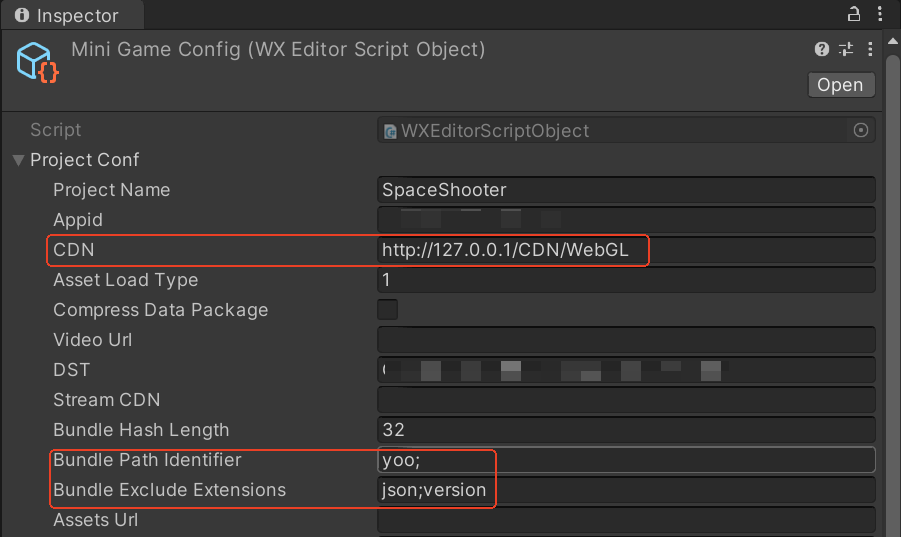 Inspector
Mini Game Config (WX Editor Script Object)
Open
Script WXEditorScriptObject
Project Conf
Project Name SpaceShooter
Appid
CDN http://127.0.0.1/CDN/WebGL
Asset Load Type 1
Compress Data Package
Video Url
DST
Stream CDN
Bundle Hash Length 32
Bundle Path Identifier yoo;
Bundle Exclude Extensions json;version
Assets Url